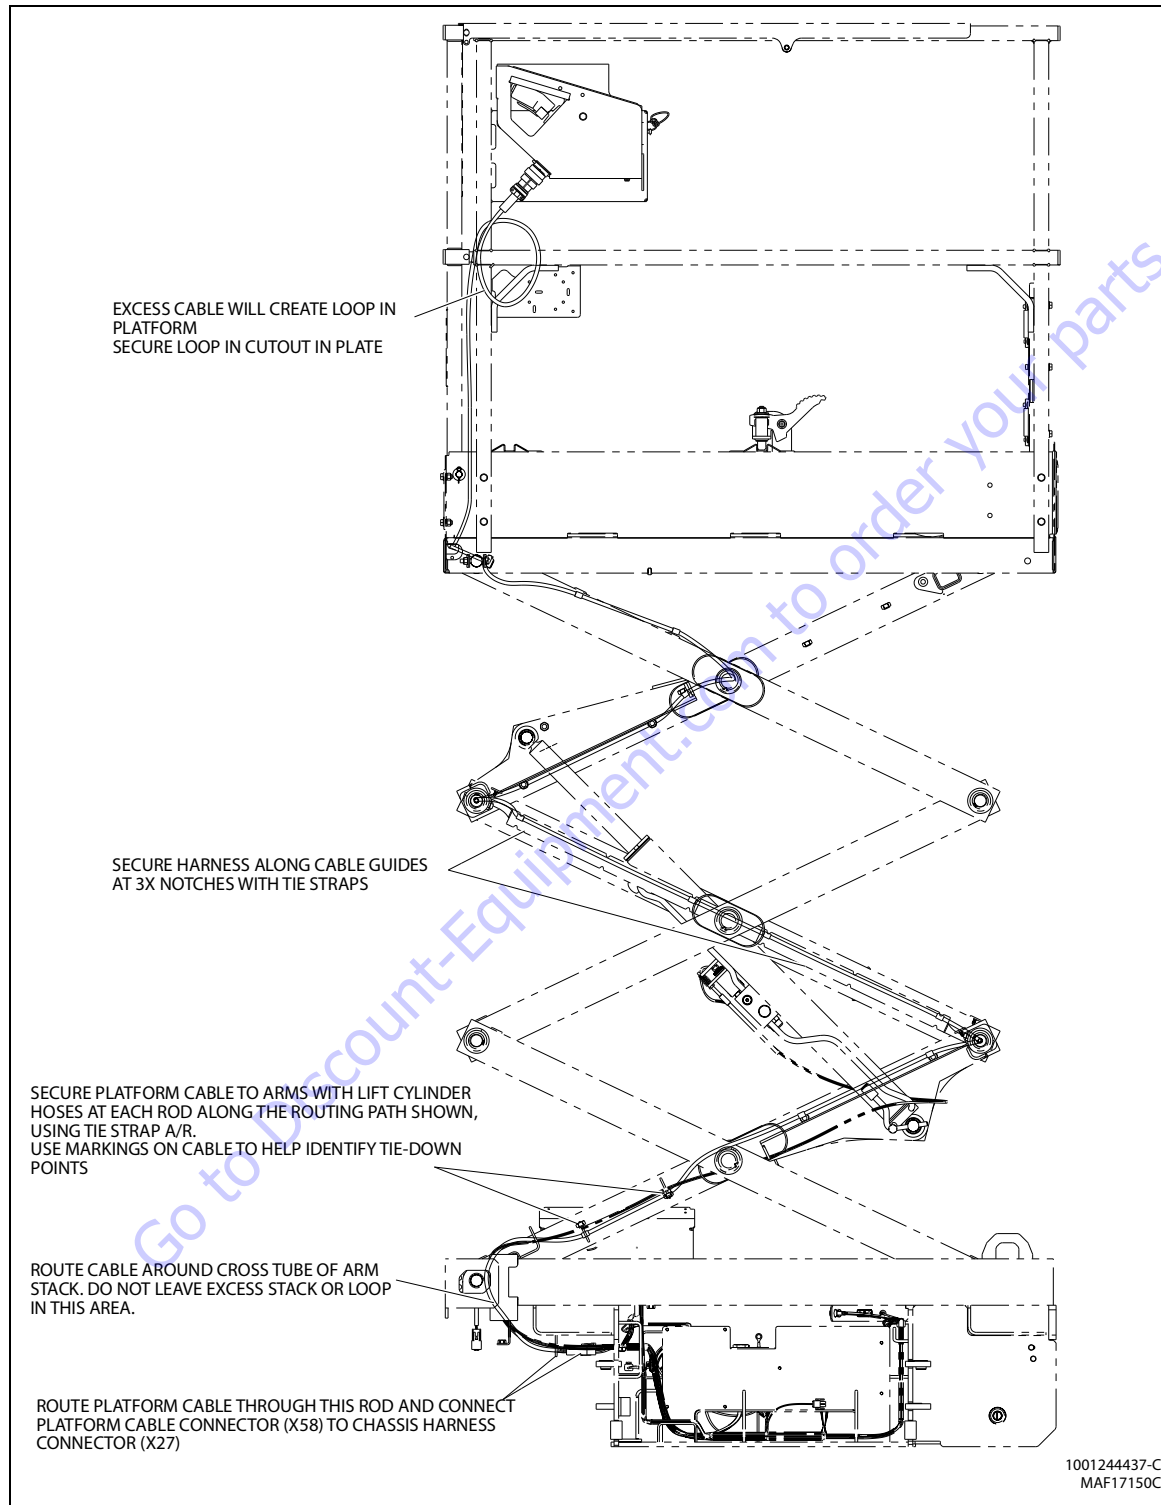 EXCESS CABLE WILL CREATE LOOP IN
PLATFORM
SECURE LOOP IN CUTOUT IN PLATE
SECURE HARNESS ALONG CABLE GUIDES
AT 3X NOTCHES WITH TIE STRAPS
SECURE PLATFORM CABLE TO ARMS WITH LIFT CYLINDER
HOSES AT EACH ROD ALONG THE ROUTING PATH SHOWN,
USING TIE STRAP A/R.
USE MARKINGS ON CABLE TO HELP IDENTIFY TIE-DOWN
POINTS
ROUTE CABLE AROUND CROSS TUBE OF ARM
STACK. DO NOT LEAVE EXCESS STACK OR LOOP
IN THIS AREA.
ROUTE PLATFORM CABLE THROUGH THIS ROD AND CONNECT
PLATFORM CABLE CONNECTOR (X58) TO CHASSIS HARNESS
CONNECTOR (X27)
1001244437-C
MAF17150C
Go to Discount-Equipment.com to order your parts